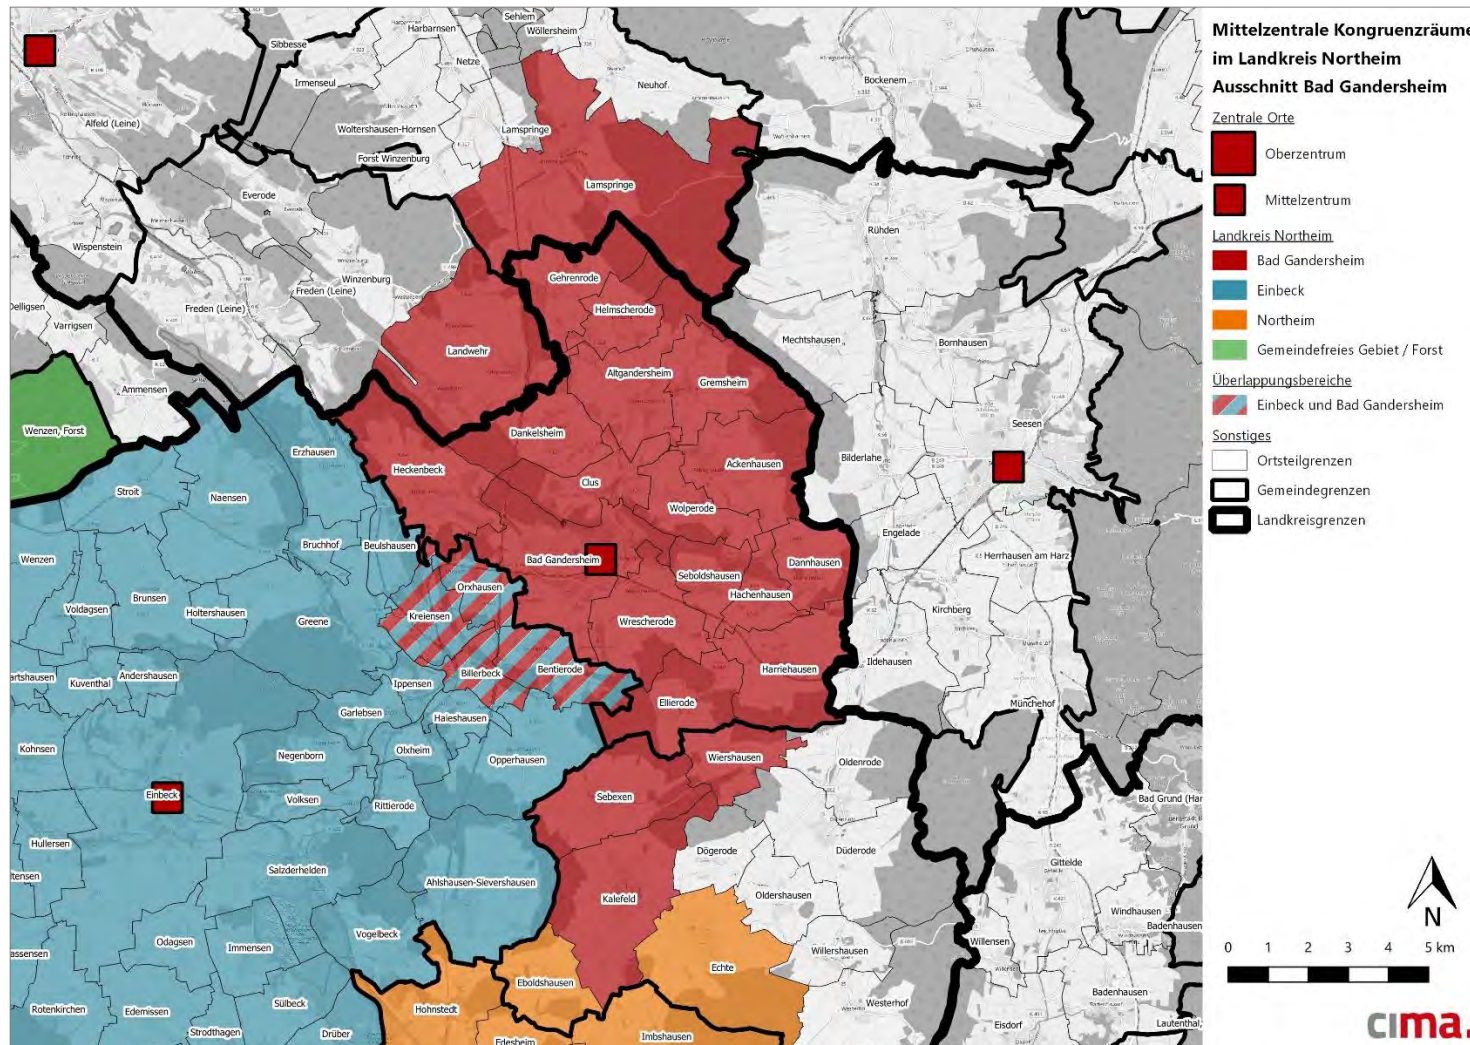 Mittelzentrale Kongruenzräume
im Landkreis Northeim
Ausschnitt Bad Gandersheim
Zentrale Orte
Oberzentrum
Mittelzentrum
Landkreis Northeim
Bad Gandersheim
Einbeck
Northeim
Gemeindefreies Gebiet / Forst
Überlappungsbereiche
Einbeck und Bad Gandersheim
Sonstiges
Ortsteilgrenzen
Gemeindegrenzen
Landkreisgrenzen
N
0 1 2 3 4 5 km
cima.
Sehlem
Wöllersheim
Harbarnsen
Sibbesse
Netze
Irmenseul
Neuhof
Bockenem
Alfeld (Leine)
Woltershausen-Hornsen
Lamspringe
Forst Winzenburg
Lamspringe
Everode
Rühden
Wispenstein
Winzenburg
Gehrenrode
Freden (Leine)
Freden (Leine)
Helmscherode
Delligsen
Varrigsen
Mechtshausen
Bornhausen
Landwehr
Altgandersheim
Gremsheim
Ammensen
Seesen
Wenzen, Forst
Dankelsheim
Erzhausen
Bilderlahe
Heckenbeck
Ackenhausen
Clus
Stroit
Naensen
Wolperode
Engelade
Bruchhof
Beulshausen
Wenzen
Bad Gandersheim
Dannhausen
Herrhausen am Harz
Seboldshausen
Orxhausen
Hachenhausen
Brunsen
Voldagsen
Holtershausen
Kreiensen
Greene
Wrescherode
Kirchberg
Ildehausen
Bentierode
Harriehausen
Billerbeck
artshausen
Andershausen
Kuventhal
Ippensen
Ellierode
Münchehof
Garlebsen
Haieshausen
Kohnsen
Olxheim
Negenborn
Opperhausen
Wiershausen
Oldenrode
Einbeck
Sebexen
Volksen
Rittierode
Bad Grund (Har
Hullersen
Dögerode
Düderode
Gittelde
Salzderhelden
ltensen
Ahlshausen-Sievershausen
Oldershausen
Kalefeld
Windhausen
Badenhausen
Vogelbeck
Odagsen
Immensen
Willershausen
Willensen
assensen
Echte
Eboldshausen
Badenhausen
Westerhof
Rotenkirchen
Edemissen
Sülbeck
Hohnstedt
Eisdorf
Lautenthal,
Strodthagen
Drüber
Edesheim
Imbshausen